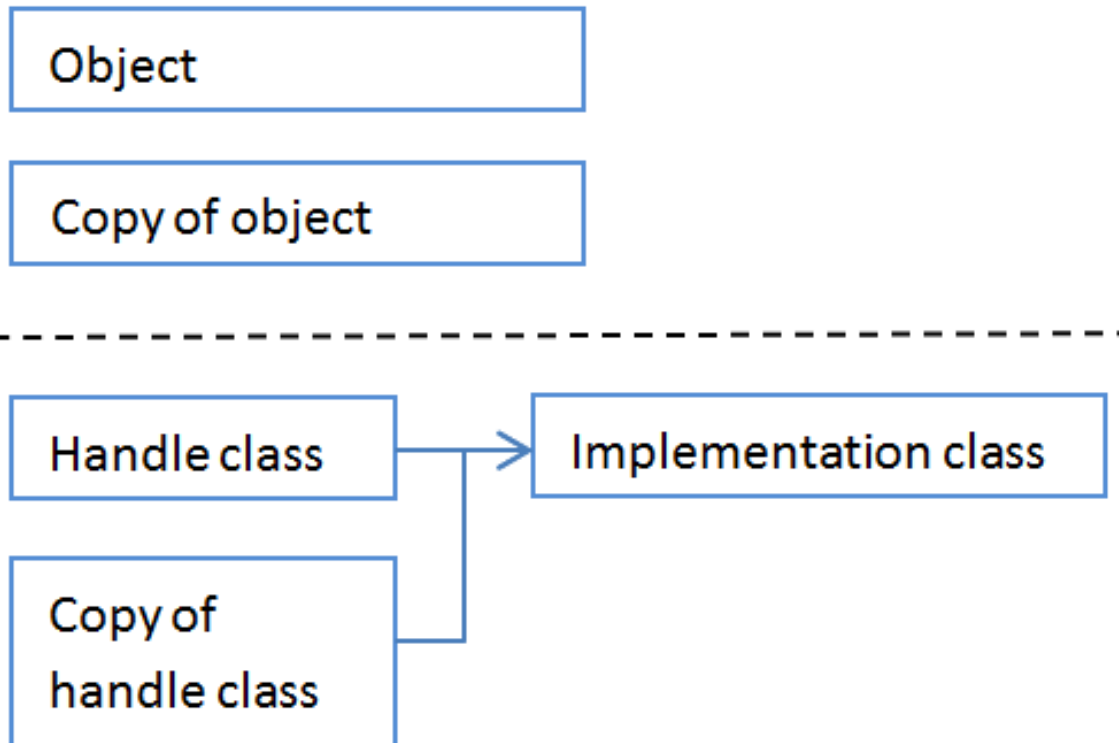 Object
Copy of object
Handle class
Implementation class
Copy of
handle class